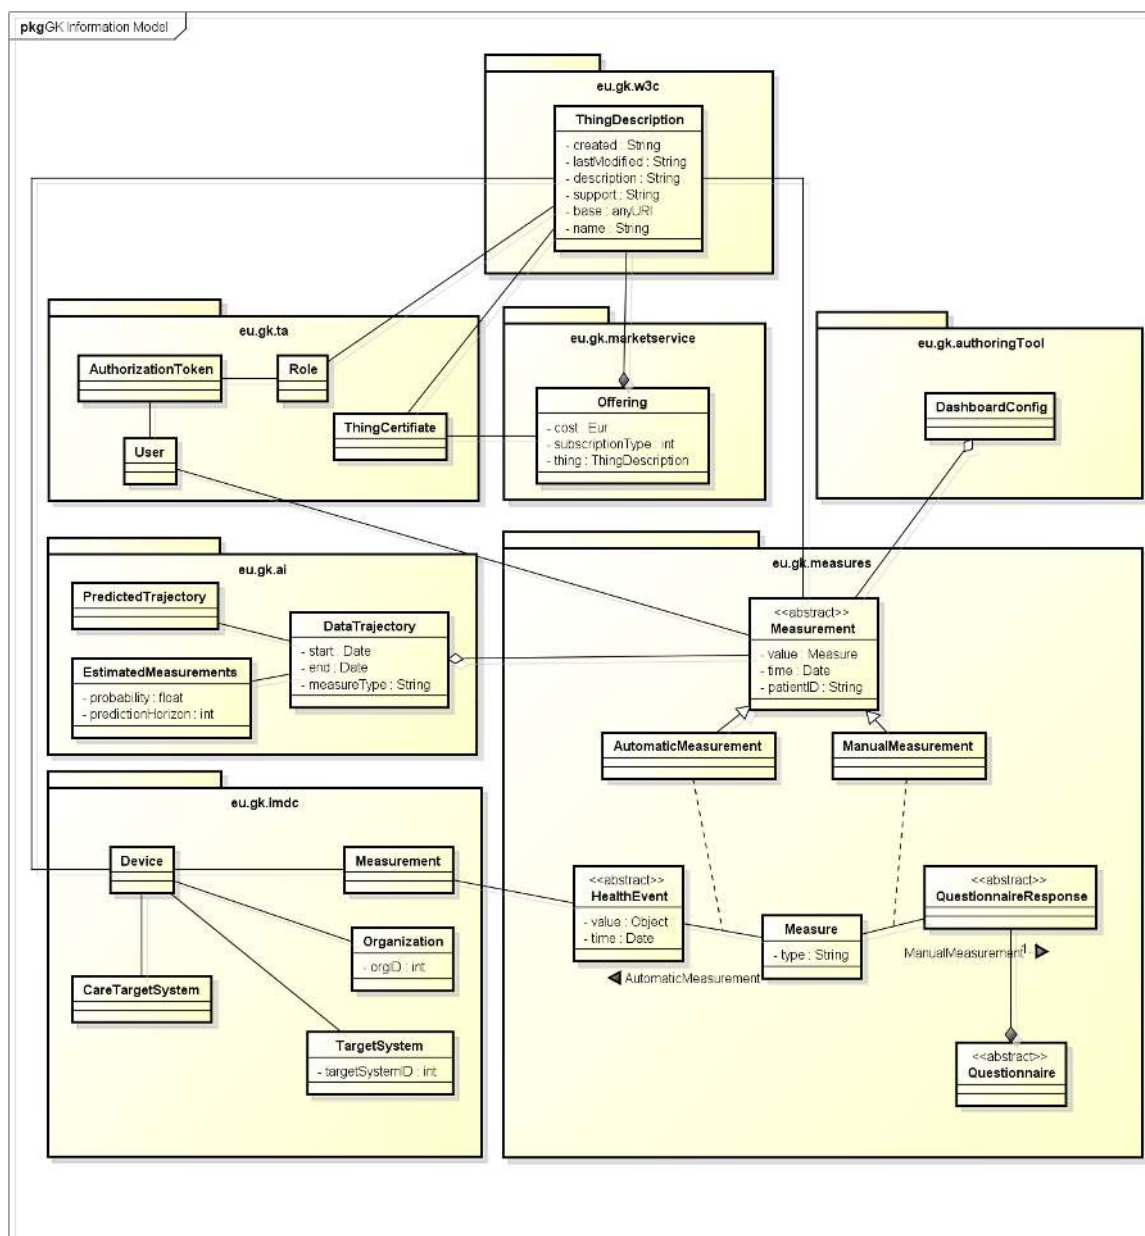 pkgGK Information Model
eu.gk.w3c
ThingDescription
- created : String
- lastModified : String
- description : String
- support : String
- base : anyURI
- name : String
eu.gk.ta
AuthorizationToken
Role
ThingCertifiate
User
eu.gk.marketservice
Offering
- cost : Eur
- subscriptionType : int
- thing : ThingDescription
eu.gk.authoringTool
DashboardConfig
eu.gk.ai
PredictedTrajectory
DataTrajectory
- start : Date
- end : Date
- measureType : String
EstimatedMeasurements
- probability : float
- predictionHorizon : int
eu.gk.measures
<<abstract>>
Measurement
- value : Measure
- time : Date
- patientID : String
AutomaticMeasurement
ManualMeasurement
<<abstract>>
HealthEvent
- value : Object
- time : Date
Measure
- type : String
<<abstract>>
QuestionnaireResponse
AutomaticMeasurement
ManualMeasurement
1..
<<abstract>>
Questionnaire
eu.gk.imdc
Device
Measurement
Organization
- orgID : int
CareTargetSystem
TargetSystem
- targetSystemID : int